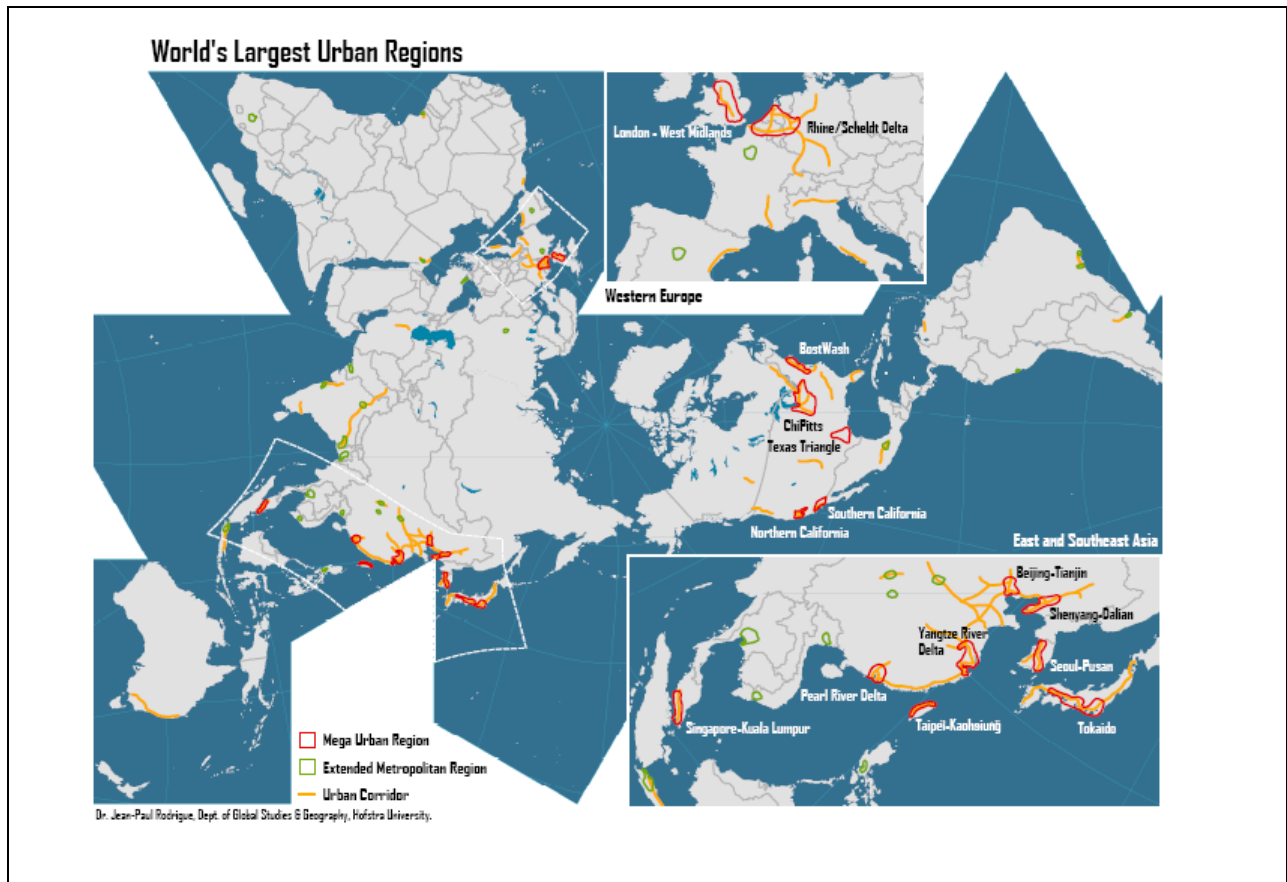 World's Largest Urban Regions
London - West Midlands
Rhine/Scheldt Delta
Western Europe
BostWash
ChiPitts
Texas Triangle
Southern California
Northern California
East and Southeast Asia
Beijing-Tianjin
Shenyang-Dalian
Yangtze River
Delta
Seoul-Pusan
Pearl River Delta
Singapore-Kuala Lumpur
Taipei-Kaohsiung
Tokaido
Mega Urban Region
Extended Metropolitan Region
Urban Corridor
Dr. Jean-Paul Rodrigue, Dept. of Global Studies & Geography, Hofstra University.